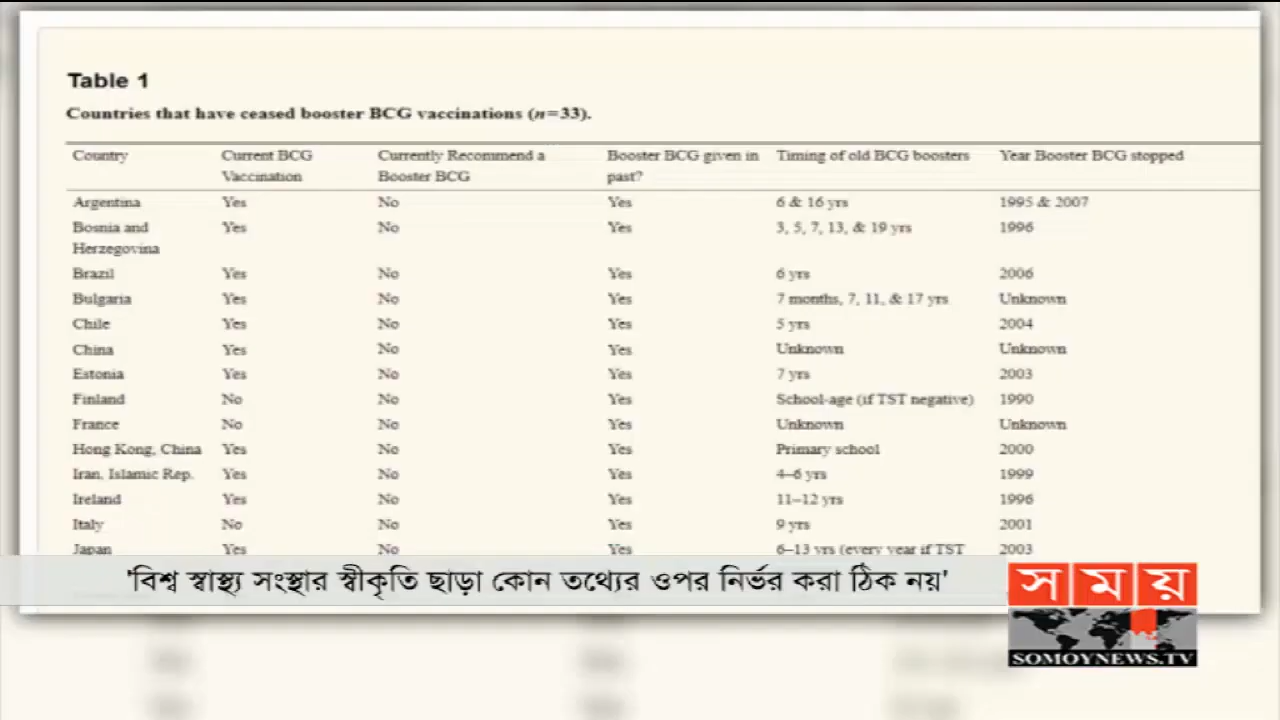 Table 1
Countries that have ceased booster BCG vaccinations (n=33).
Country Current BCG Vaccination Currently Recommend a Booster BCG Booster BCG given in past? Timing of old BCG boosters Year Booster BCG stopped
Argentina Yes No Yes 6 & 16 yrs 1995 & 2007
Bosnia and Herzegovina Yes No Yes 3, 5, 7, 13, & 19 yrs 1996
Brazil Yes No Yes 6 yrs 2006
Bulgaria Yes No Yes 7 months, 7, 11, & 17 yrs Unknown
Chile Yes No Yes 5 yrs 2004
China Yes No Yes Unknown Unknown
Estonia Yes No Yes 7 yrs 2003
Finland No No Yes School-age (if TST negative) 1990
France No No Yes Unknown Unknown
Hong Kong, China Yes No Yes Primary school 2000
Iran, Islamic Rep. Yes No Yes 4–6 yrs 1999
Ireland Yes No Yes 11–12 yrs 1996
Italy No No Yes 9 yrs 2001
Japan Yes No Yes 6–13 yrs (every year if TST 2003
'বিশ্ব স্বাস্থ্য সংস্থার স্বীকৃতি ছাড়া কোন তথ্যের ওপর নির্ভর করা ঠিক নয়'
সময়
SOMOYNEWS.TV